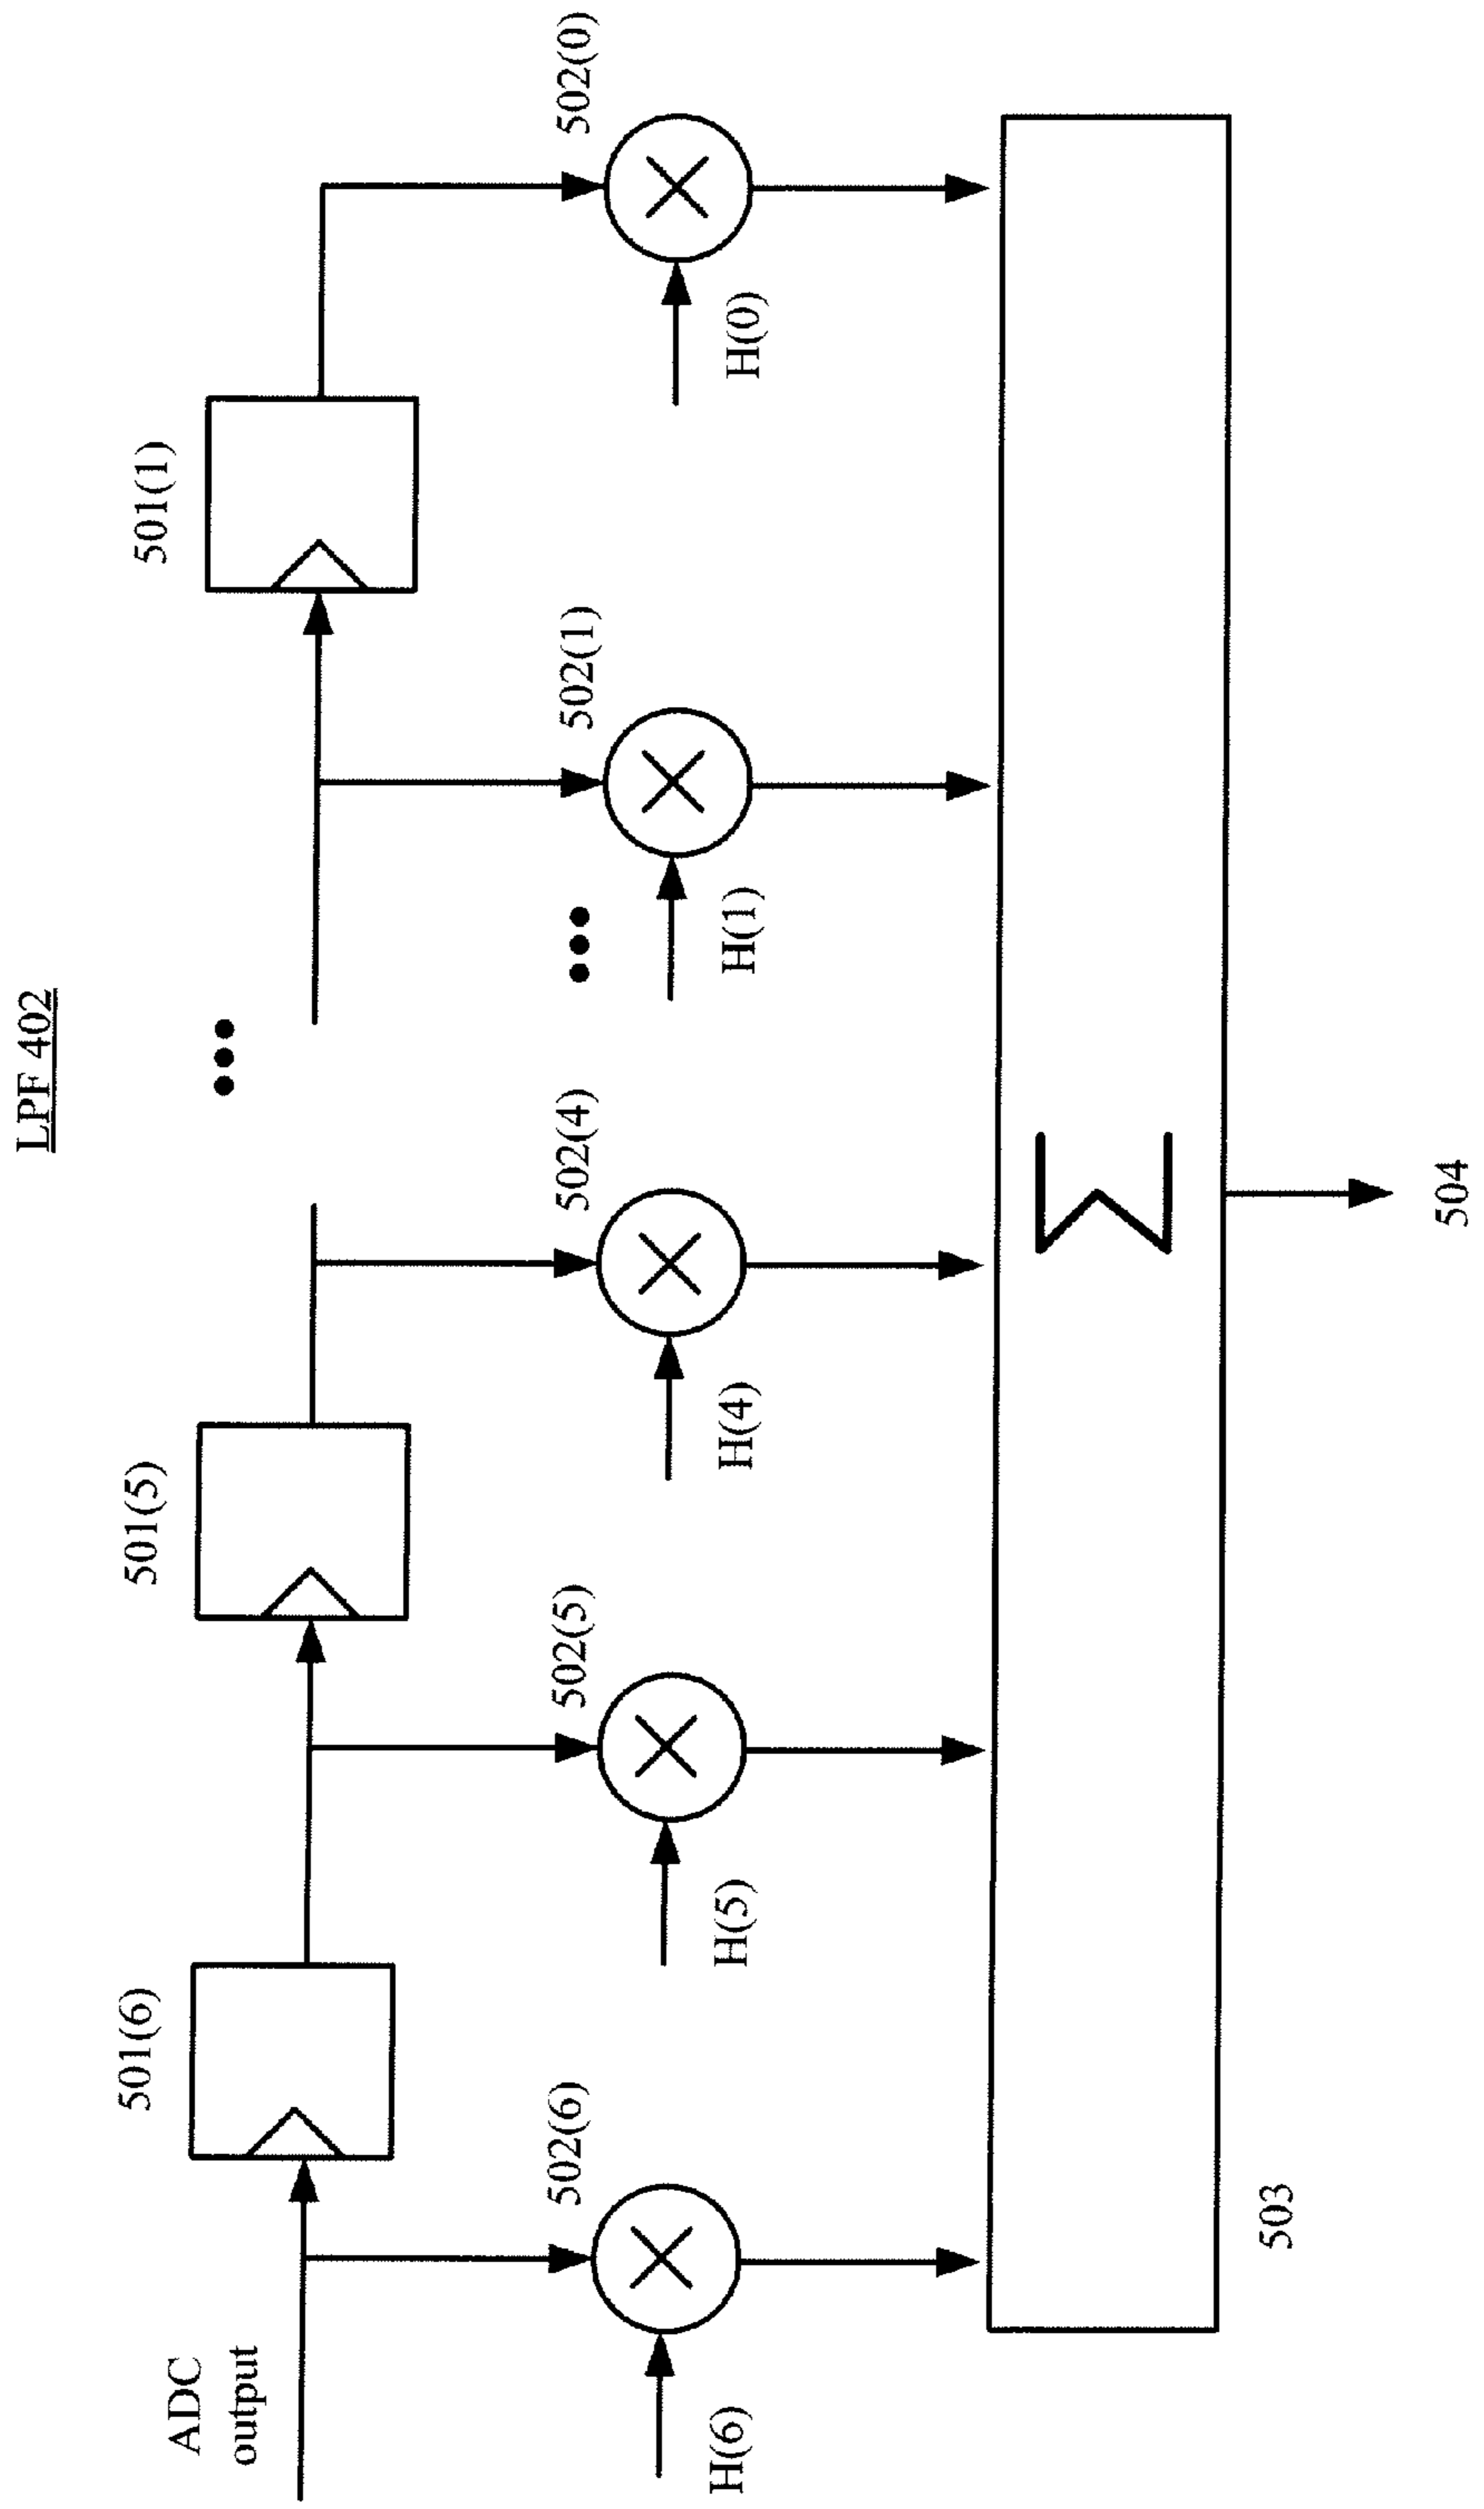 LPF 402
ADC
output
501(6)
501(5)
501(1)
502(6)
502(5)
502(4)
502(1)
502(0)
H(6)
H(5)
H(4)
H(1)
H(0)
Σ
503
504